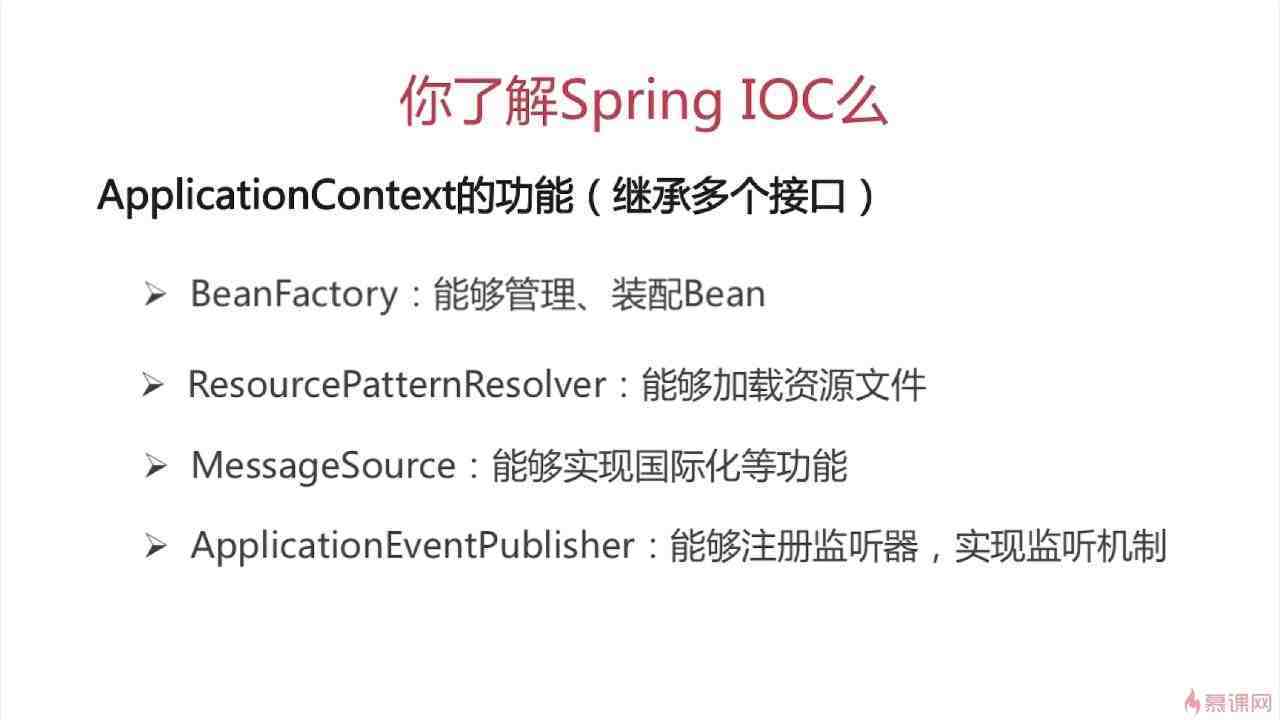 你了解Spring IOC么
ApplicationContext的功能（继承多个接口）
➢ BeanFactory：能够管理、装配Bean
➢ ResourcePatternResolver：能够加载资源文件
➢ MessageSource：能够实现国际化等功能
➢ ApplicationEventPublisher：能够注册监听器，实现监听机制
慕课网